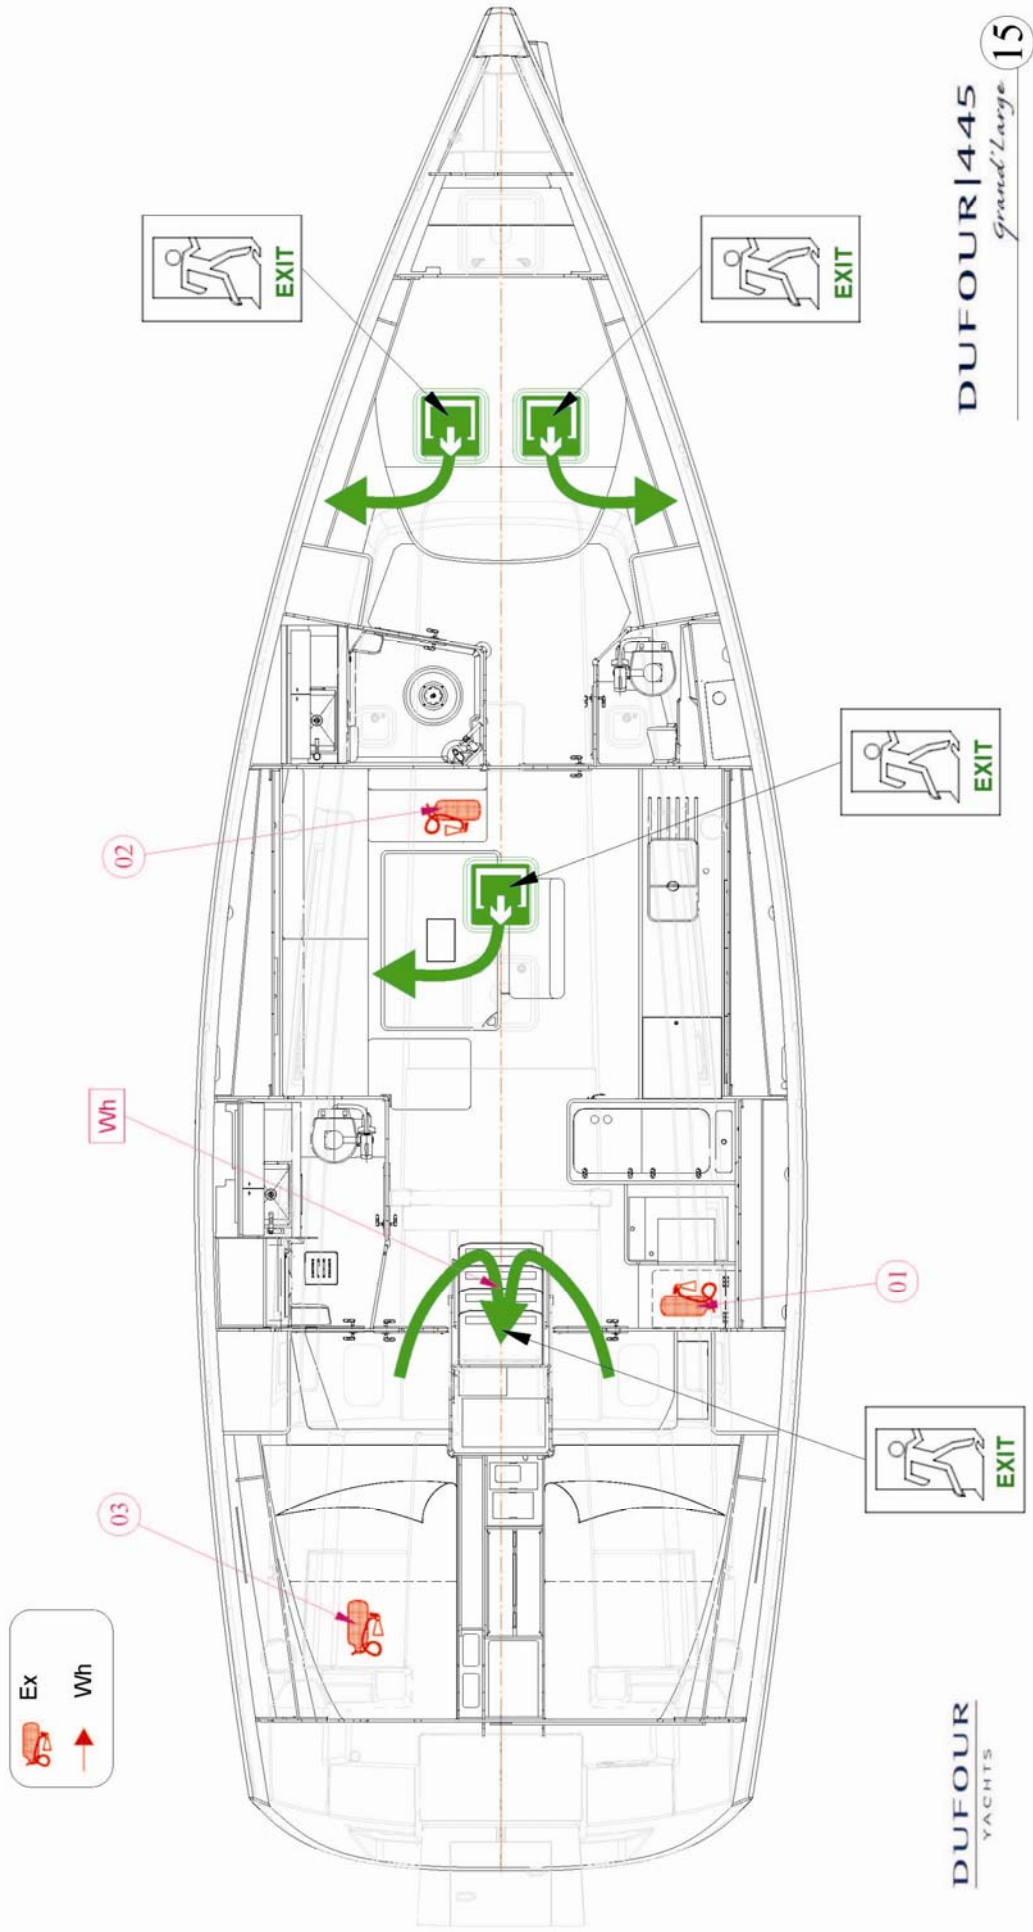 Ex
Wh
03
Wh
02
EXIT
EXIT
EXIT
EXIT
01
DUFOUR
YACHTS
DUFOUR|445
Grand'Large
15